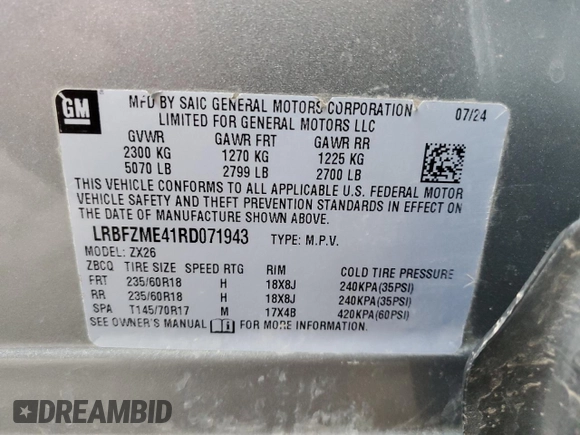 GM
MFD BY SAIC GENERAL MOTORS CORPORATION 07/24
LIMITED FOR GENERAL MOTORS LLC
GVWR GAWR FRT GAWR RR
2300 KG 1270 KG 1225 KG
5070 LB 2799 LB 2700 LB
THIS VEHICLE CONFORMS TO ALL APPLICABLE U.S. FEDERAL MOTOR
VEHICLE SAFETY AND THEFT PREVENTION STANDARDS IN EFFECT ON
THE DATE OF MANUFACTURE SHOWN ABOVE.
LRBFZME41RD071943 TYPE: M.P.V.
MODEL: ZX26
ZBCQ TIRE SIZE SPEED RTG RIM COLD TIRE PRESSURE
FRT 235/60R18 H 18X8J 240KPA(35PSI)
RR 235/60R18 H 18X8J 240KPA(35PSI)
SPA T145/70R17 M 17X4B 420KPA(60PSI)
SEE OWNER'S MANUAL FOR MORE INFORMATION.
DREAMBID